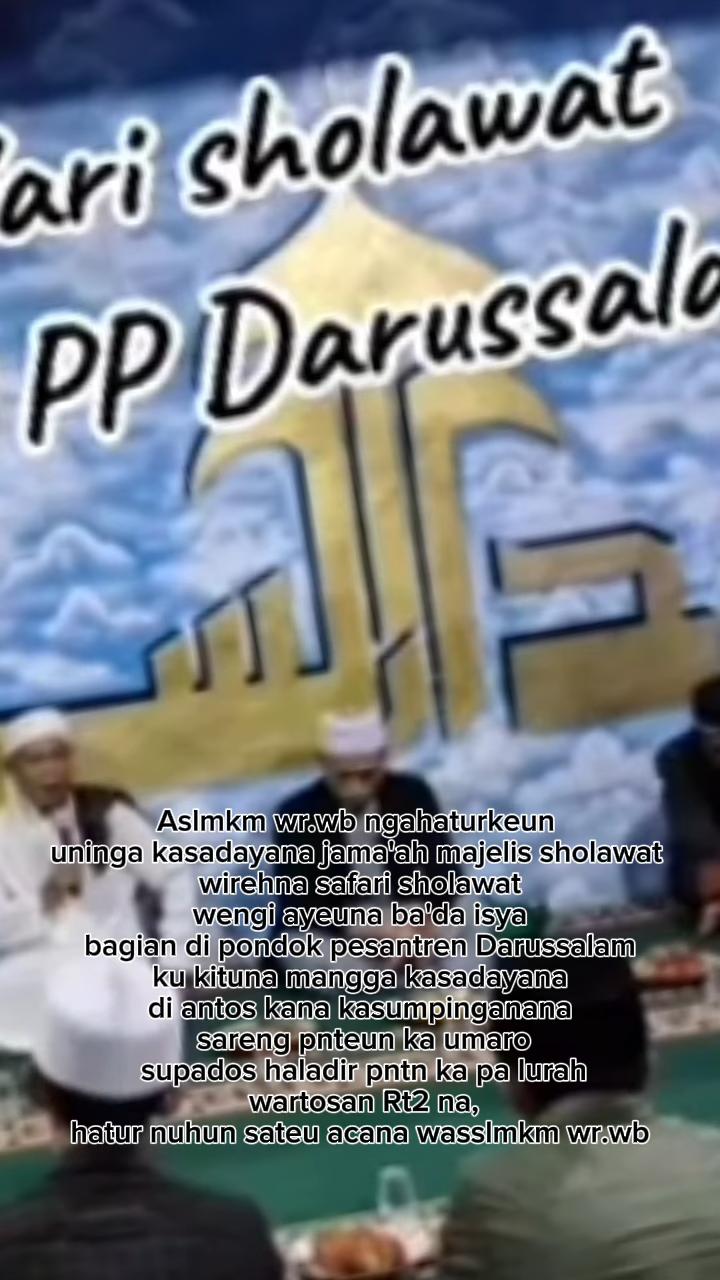 ari sholawat
PP Darussala
Aslmkm wr.wb ngahaturkeun
uninga kasadayana jama'ah majelis sholawat
wirehna safari sholawat
wengi ayeuna ba'da isya
bagian di pondok pesantren Darussalam
ku kituna mangga kasadayana
di antos kana kasumpinganana
sareng pnteun ka umaro
supados haladir pntn ka pa lurah
wartosan Rt2 na,
hatur nuhun sateu acana wasslmkm wr.wb